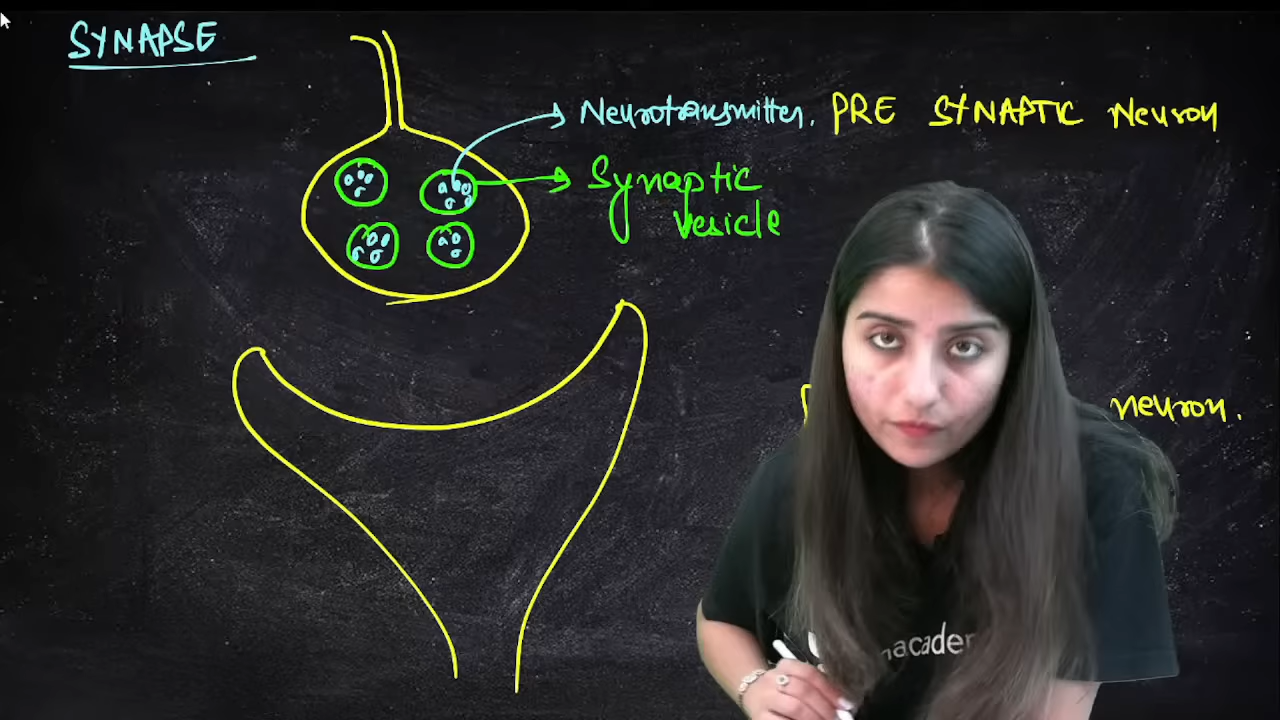 SYNAPSE
Neurotransmitter. PRE SYNAPTIC Neuron
Synaptic
vesicle
neuron.